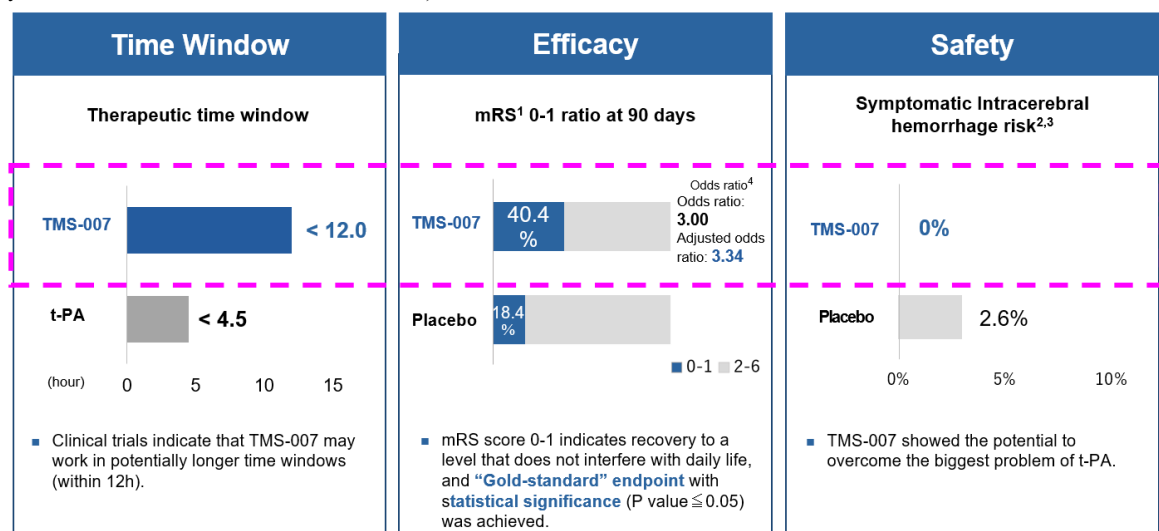 Time Window
Therapeutic time window
TMS-007
< 12.0
t-PA
< 4.5
(hour)
0
5
10
15
▪ Clinical trials indicate that TMS-007 may
work in potentially longer time windows
(within 12h).
Efficacy
mRS¹ 0-1 ratio at 90 days
TMS-007
40.4
%
Odds ratio⁴
Odds ratio:
3.00
Adjusted odds
ratio: 3.34
Placebo
18.4
%
0-1
2-6
▪ mRS score 0-1 indicates recovery to a
level that does not interfere with daily life,
and “Gold-standard” endpoint with
statistical significance (P value≦0.05)
was achieved.
Safety
Symptomatic Intracerebral
hemorrhage risk²,³
TMS-007
0%
Placebo
2.6%
0%
5%
10%
▪ TMS-007 showed the potential to
overcome the biggest problem of t-PA.